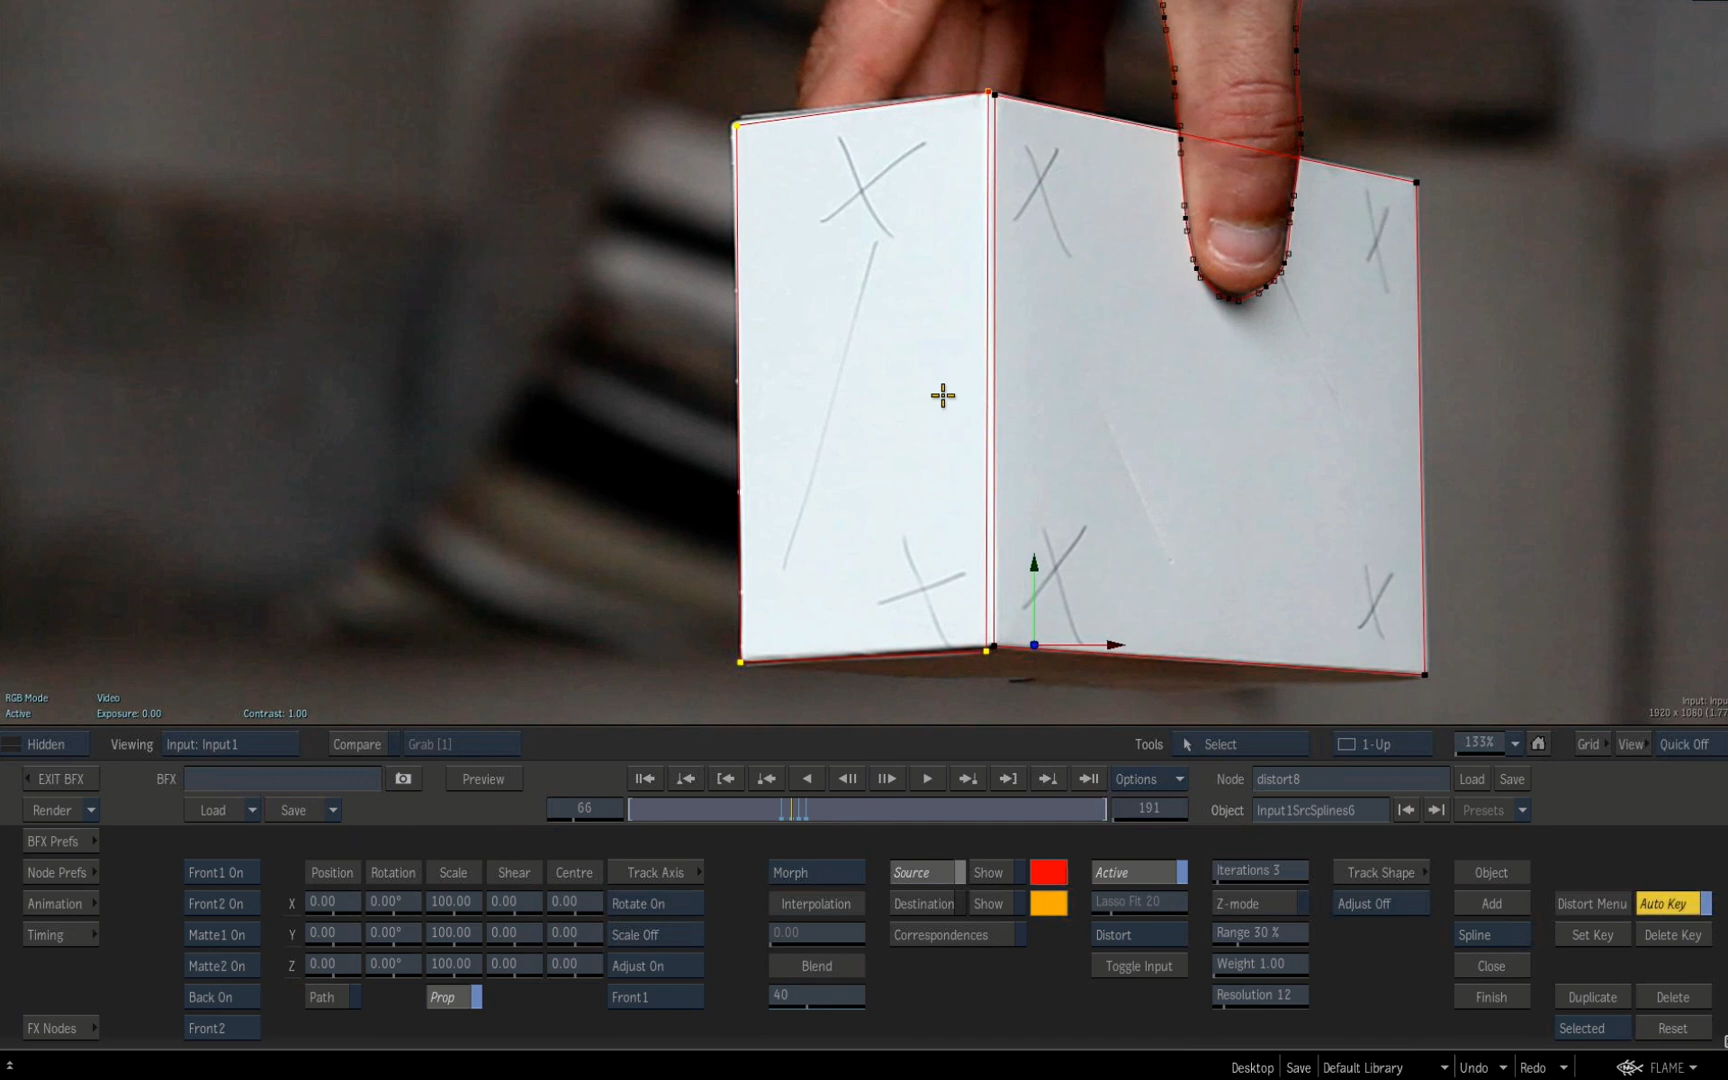 RGB Mode Video
Active Exposure: 0.00 Contrast: 1.00
Input: Inpu
1920 x 1080 (1.77
Hidden Viewing Input: Input1 Compare Grab [1] Tools Select 1-Up 133% Grid View Quick Off
EXIT BFX BFX Preview Options Node distort8 Load Save
Render Load Save 66 191 Object Input1SrcSplines6 Presets
BFX Prefs
Node Prefs Front1 On Position Rotation Scale Shear Centre Track Axis Morph Source Show Active Iterations 3 Track Shape Object
Animation Front2 On X 0.00 0.00° 100.00 0.00 0.00 Rotate On Interpolation Destination Show Lasso Fit 20 Z-mode Adjust Off Add Distort Menu Auto Key
Timing Matte1 On Y 0.00 0.00° 100.00 0.00 0.00 Scale Off 0.00 Correspondences Distort Range 30 % Spline Set Key Delete Key
Matte2 On Z 0.00 0.00° 100.00 0.00 0.00 Adjust On Blend Toggle Input Weight 1.00 Close
Back On Path Prop Front1 40 Resolution 12 Finish Duplicate Delete
FX Nodes Front2 Selected Reset
Desktop Save Default Library Undo Redo FLAME